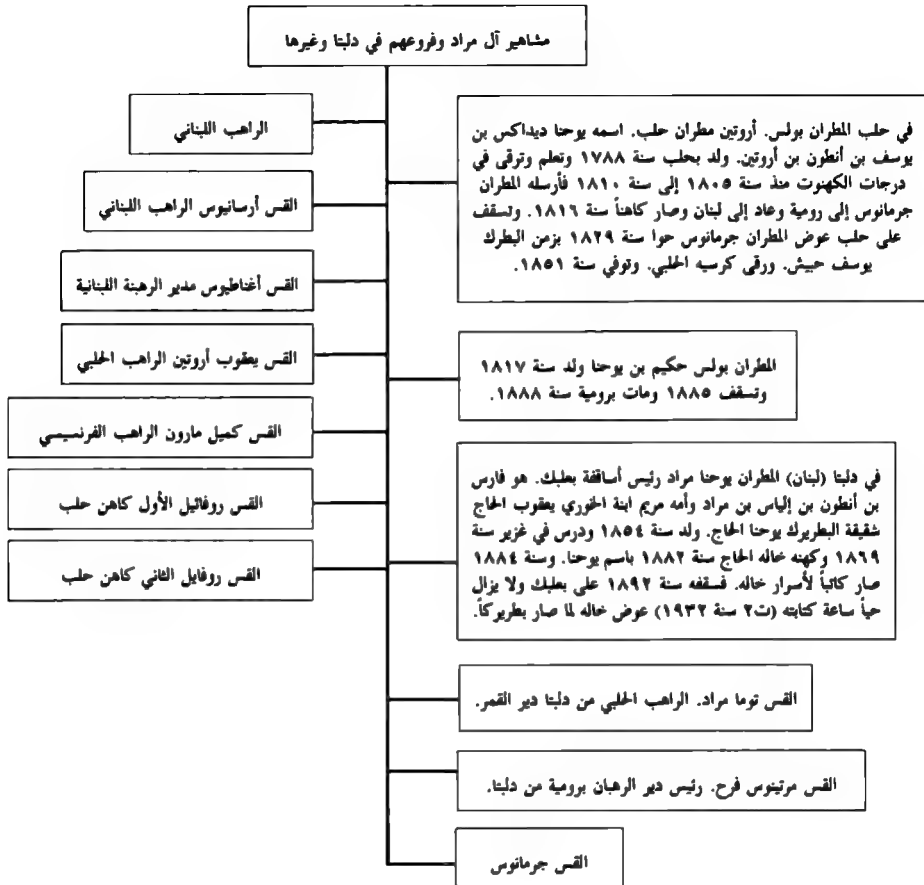 مشاهير آل مراد وفروعهم في دلبتا وغيرها
في حلب المطران بولس. أروتين مطران حلب. اسمه يوحنا ديداكس بن
يوسف بن أنطون بن أروتين. ولد بحلب سنة ١٧٨٨ وتعلم وترقى في
درجات الكهنوت منذ سنة ١٨٠٥ إلى سنة ١٨١٠ فأرسله المطران
جرمانوس إلى رومية وعاد إلى لبنان وصار كاهناً سنة ١٨١٦. وتسقف
على حلب عوض المطران جرمانوس حوا سنة ١٨٢٩ بزمن البطرك
يوسف حبيش. ورقى كرسيه الحلبي. وتوفي سنة ١٨٥١.
المطران بولس حكيم بن يوحنا ولد سنة ١٨١٧
وتسقف ١٨٨٥ ومات برومية سنة ١٨٨٨.
في دلبتا (لبنان) المطران يوحنا مراد رئيس أساقفة بعلبك. هو فارس
بن أنطون بن إلياس بن مراد وأمه مريم ابنة الخوري يعقوب الحاج
شقيقة البطريرك يوحنا الحاج. ولد سنة ١٨٥٤ ودرس في غزير سنة
١٨٦٩ وكهنه خاله الحاج سنة ١٨٨٢ باسم يوحنا. وسنة ١٨٨٤
صار كاتباً لأسرار خاله. فسقفه سنة ١٨٩٢ على بعلبك ولا يزال
حياً ساعة كتابته (ت٢ سنة ١٩٣٢) عوض خاله لما صار بطريركاً.
القس توما مراد. الراهب الحلبي من دلبتا دير القمر.
القس مرتينوس فرح. رئيس دير الرهبان برومية من دلبتا.
القس جرمانوس
الراهب اللبناني
القس أرسانيوس الراهب اللبناني
القس أغناطيوس مدير الرهبنة اللبنانية
القس يعقوب أروتين الراهب الحلبي
القس كميل مارون الراهب الفرنسيسي
القس روفائيل الأول كاهن حلب
القس روفايل الثاني كاهن حلب